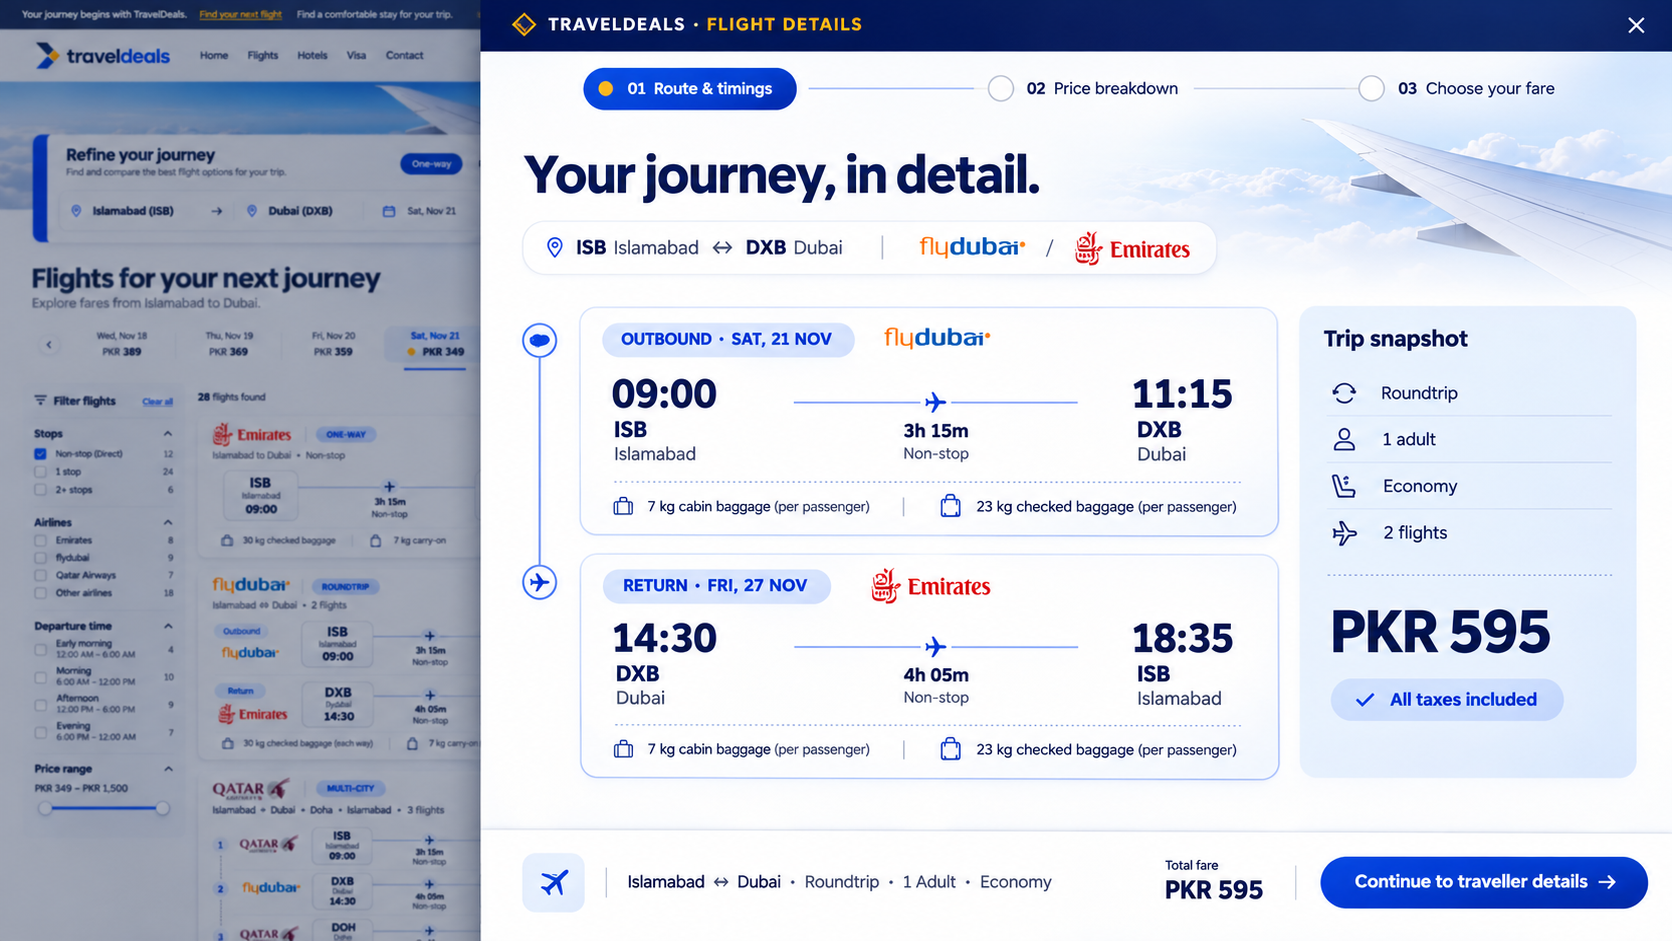 Your journey begins with TravelDeals. Find your next flight Find a comfortable stay for your trip.
traveldeals Home Flights Hotels Visa Contact
Refine your journey
Find and compare the best flight options for your trip.
One-way
Islamabad (ISB) → Dubai (DXB) Sat, Nov 21
Flights for your next journey
Explore fares from Islamabad to Dubai.
Wed, Nov 18 Thu, Nov 19 Fri, Nov 20 Sat, Nov 21
PKR 389 PKR 369 PKR 359 PKR 349
Filter flights Clear all
Stops
Non-stop (Direct) 12
1 stop 24
2+ stops 6
Airlines
Emirates 8
flydubai 9
Qatar Airways 7
Other airlines 18
Departure time
Early morning
12:00 AM – 6:00 AM 4
Morning
6:00 AM – 12:00 PM 10
Afternoon
12:00 PM – 6:00 PM 9
Evening
6:00 PM – 12:00 AM 7
Price range
PKR 349 – PKR 1,500
28 flights found
Emirates ONE-WAY
Islamabad to Dubai • Non-stop
ISB
Islamabad
09:00
3h 15m
Non-stop
30 kg checked baggage 7 kg carry-on
flydubai ROUNDTRIP
Islamabad ⇔ Dubai • 2 flights
Outbound
flydubai
ISB
Islamabad
09:00
3h 15m
Non-stop
Return
Emirates
DXB
14:30
4h 05m
Non-stop
30 kg checked baggage (each way) 7 kg carry-on
QATAR MULTI-CITY
Islamabad • Dubai • Doha • Islamabad • 3 flights
1 QATAR
ISB
Islamabad
09:00
3h 15m
Non-stop
2 flydubai
DXB
Dubai
14:30
4h 05m
Non-stop
3 QATAR
DOH
Doha
4h 05m
TRAVELDEALS · FLIGHT DETAILS
01 Route & timings 02 Price breakdown 03 Choose your fare
Your journey, in detail.
ISB Islamabad ↔ DXB Dubai | flydubai / Emirates
OUTBOUND • SAT, 21 NOV flydubai
09:00 11:15
ISB 3h 15m DXB
Islamabad Non-stop Dubai
7 kg cabin baggage (per passenger) | 23 kg checked baggage (per passenger)
RETURN • FRI, 27 NOV Emirates
14:30 18:35
DXB 4h 05m ISB
Dubai Non-stop Islamabad
7 kg cabin baggage (per passenger) | 23 kg checked baggage (per passenger)
Trip snapshot
Roundtrip
1 adult
Economy
2 flights
PKR 595
All taxes included
Islamabad ↔ Dubai • Roundtrip • 1 Adult • Economy
Total fare
PKR 595
Continue to traveller details →